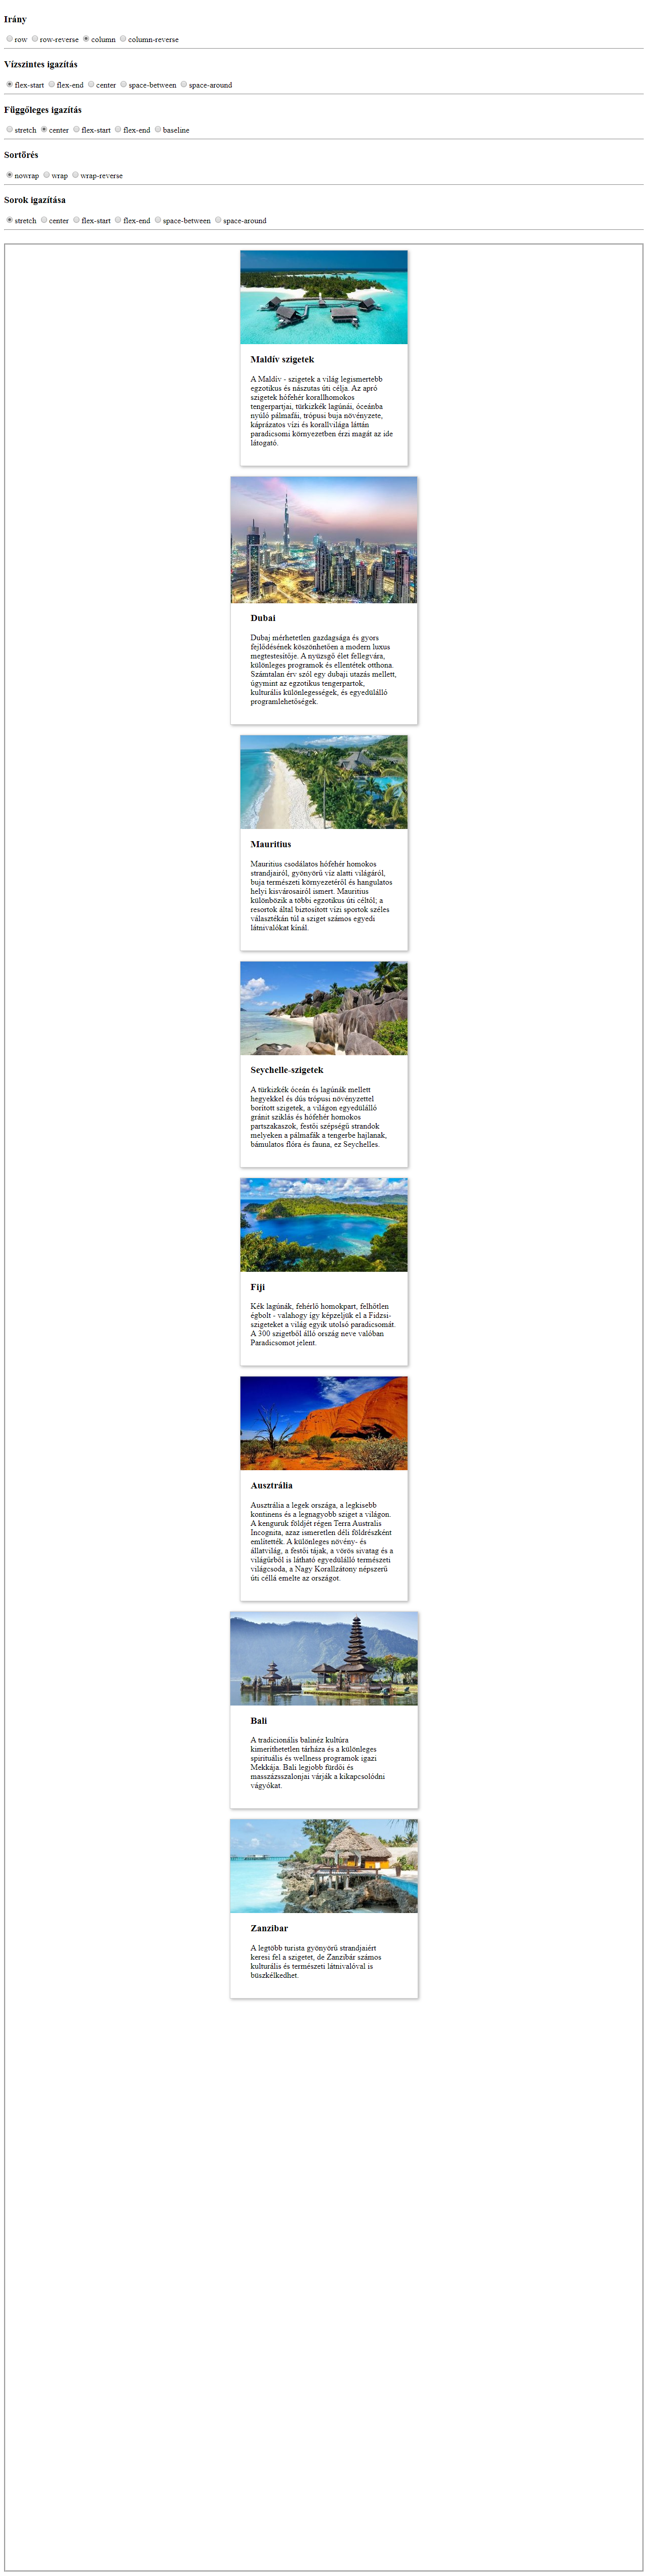 Irány
row row-reverse column column-reverse
Vízszintes igazítás
flex-start flex-end center space-between space-around
Függőleges igazítás
stretch center flex-start flex-end baseline
Sortörés
nowrap wrap wrap-reverse
Sorok igazítása
stretch center flex-start flex-end space-between space-around
Maldív szigetek
A Maldív - szigetek a világ legismertebb
egzotikus és nászutas úti célja. Az apró
szigetek hófehér korallhomokos
tengerpartjai, türkizkék lagúnái, óceánba
nyúló pálmafái, trópusi buja növényzete,
káprázatos vízi és korallvilága láttán
paradicsomi környezetben érzi magát az ide
látogató.
Dubai
Dubaj mérhetetlen gazdagsága és gyors
fejlődésének köszönhetően a modern luxus
megtestesítője. A nyüzsgő élet fellegvára,
különleges programok és ellentétek otthona.
Számtalan érv szól egy dubaji utazás mellett,
úgymint az egzotikus tengerpartok,
kulturális különlegességek, és egyedülálló
programlehetőségek.
Mauritius
Mauritius csodálatos hófehér homokos
strandjairól, gyönyörű víz alatti világáról,
buja természeti környezetéről és hangulatos
helyi kisvárosairól ismert. Mauritius
különbözik a többi egzotikus úti céltól; a
resortok által biztosított vízi sportok széles
választékán túl a sziget számos egyedi
látnivalókat kínál.
Seychelle-szigetek
A türkizkék óceán és lagúnák mellett
hegyekkel és dús trópusi növényzettel
borított szigetek, a világon egyedülálló
gránit sziklás és hófehér homokos
partszakaszok, festői szépségű strandok
melyeken a pálmafák a tengerbe hajlanak,
bámulatos flóra és fauna, ez Seychelles.
Fiji
Kék lagúnák, fehérlő homokpart, felhőtlen
égbolt - valahogy így képzeljük el a Fidzsi-
szigeteket a világ egyik utolsó paradicsomát.
A 300 szigetből álló ország neve valóban
Paradicsomot jelent.
Ausztrália
Ausztrália a legek országa, a legkisebb
kontinens és a legnagyobb sziget a világon.
A kenguruk földjét régen Terra Australis
Incognita, azaz ismeretlen déli földrészként
említették. A különleges növény- és
állatvilág, a festői tájak, a vörös sivatag és a
világűrből is látható egyedülálló természeti
világcsoda, a Nagy Korallzátony népszerű
úti céllá emelte az országot.
Bali
A tradicionális balinéz kultúra
kimeríthetetlen tárháza és a különleges
spirituális és wellness programok igazi
Mekkája. Bali legjobb fürdői és
masszázsszalonjai várják a kikapcsolódni
vágyókat.
Zanzibar
A legtöbb turista gyönyörű strandjaiért
keresi fel a szigetet, de Zanzibár számos
kulturális és természeti látnivalóval is
büszkélkedhet.